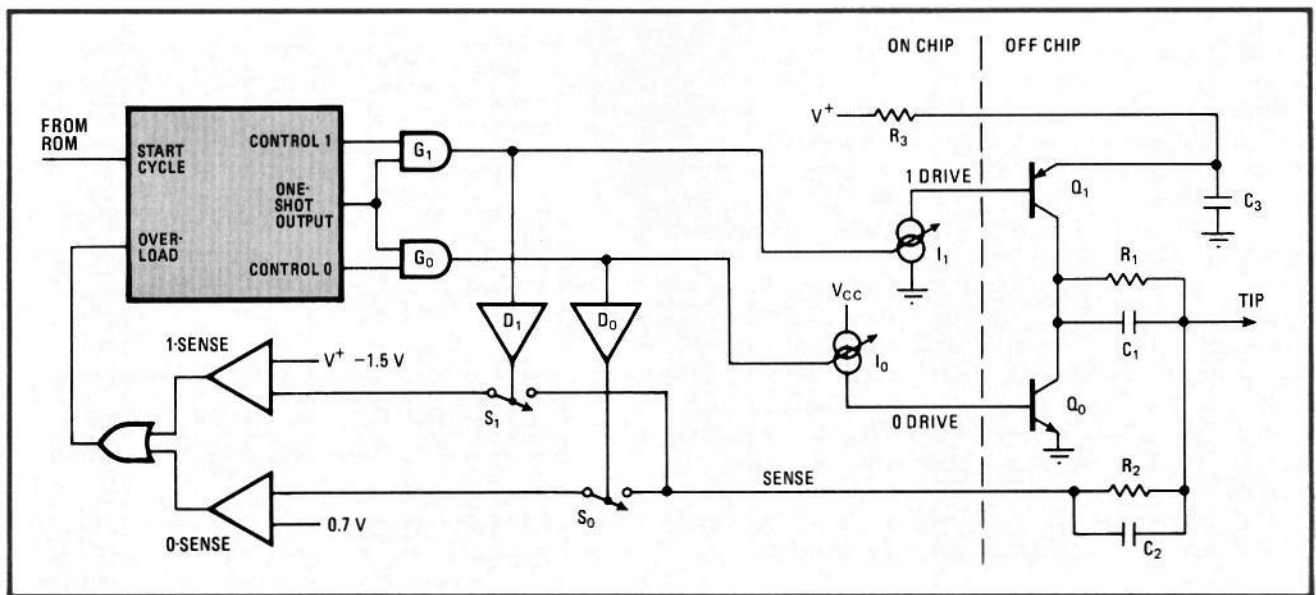 ON CHIP
OFF CHIP
FROM
ROM
START
CYCLE
OVER-
LOAD
CONTROL 1
ONE-
SHOT
OUTPUT
CONTROL 0
G1
G0
V+
R3
1 DRIVE
Q1
C3
I1
R1
TIP
C1
VCC
I0
0 DRIVE
Q0
D1
D0
1-SENSE
V+ −1.5 V
S1
S0
SENSE
R2
C2
0.7 V
0-SENSE